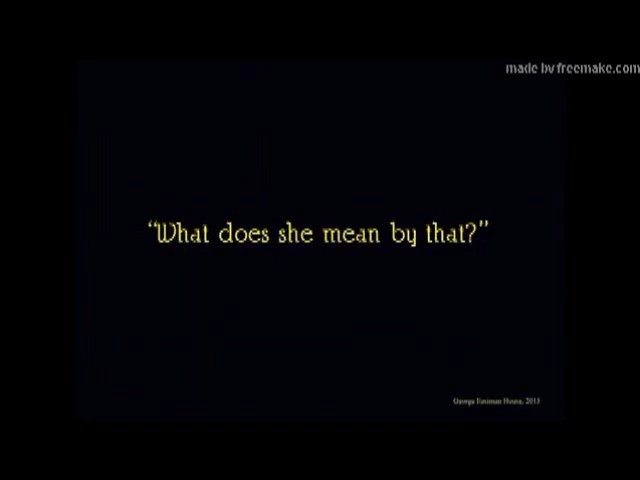 made by freemake.com
“What does she mean by that?”
George Eastman House, 2013